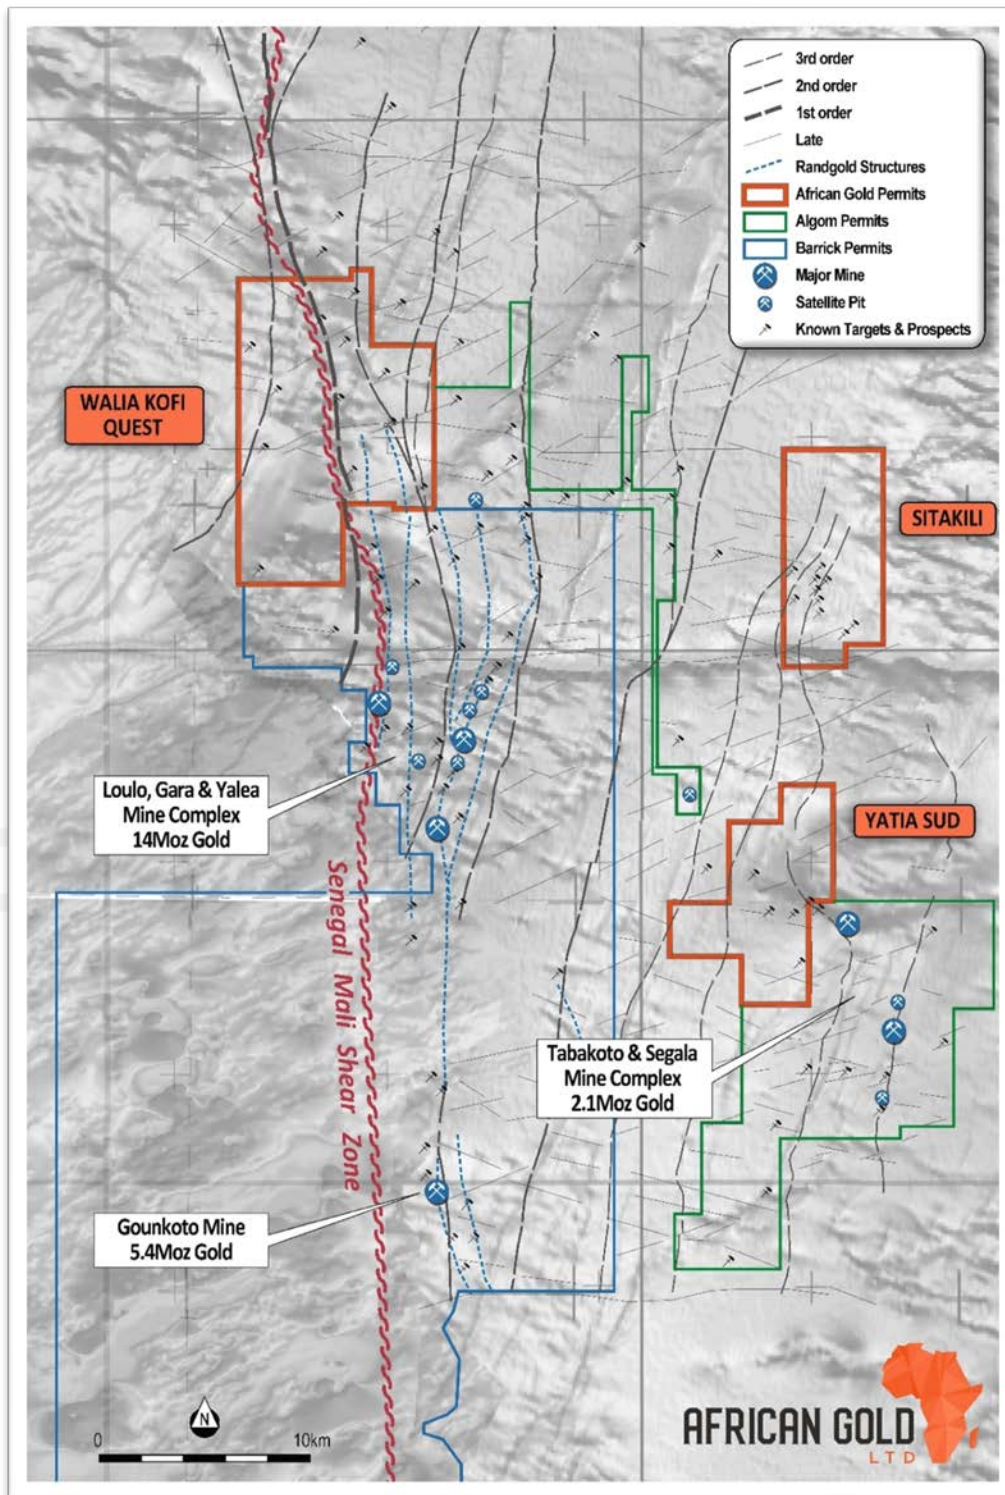 3rd order
2nd order
1st order
Late
Randgold Structures
African Gold Permits
Algom Permits
Barrick Permits
Major Mine
Satellite Pit
Known Targets & Prospects
WALIA KOFI
QUEST
SITAKILI
YATIA SUD
Loulo, Gara & Yalea
Mine Complex
14Moz Gold
Senegal Mali Shear Zone
Tabakoto & Segala
Mine Complex
2.1Moz Gold
Gounkoto Mine
5.4Moz Gold
N
0 10km
AFRICAN GOLD
LTD